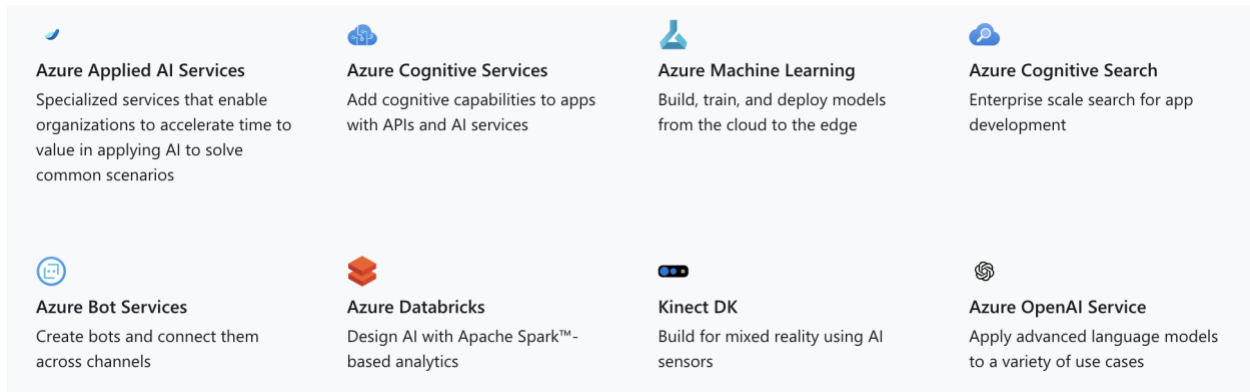 Azure Applied AI Services
Specialized services that enable
organizations to accelerate time to
value in applying AI to solve
common scenarios
Azure Cognitive Services
Add cognitive capabilities to apps
with APIs and AI services
Azure Machine Learning
Build, train, and deploy models
from the cloud to the edge
Azure Cognitive Search
Enterprise scale search for app
development
Azure Bot Services
Create bots and connect them
across channels
Azure Databricks
Design AI with Apache Spark™-
based analytics
Kinect DK
Build for mixed reality using AI
sensors
Azure OpenAI Service
Apply advanced language models
to a variety of use cases